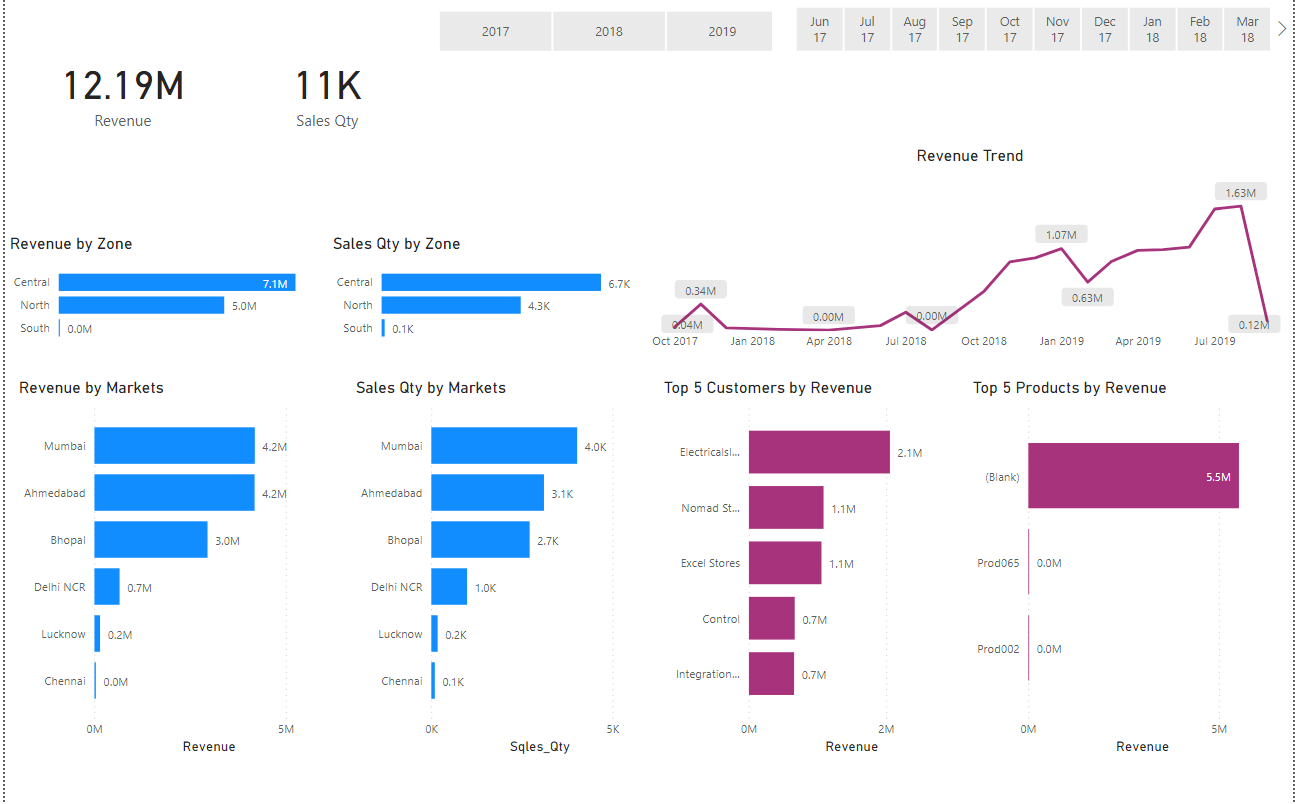 2017
2018
2019
Jun
17
Jul
17
Aug
17
Sep
17
Oct
17
Nov
17
Dec
17
Jan
18
Feb
18
Mar
18
12.19M
Revenue
11K
Sales Qty
Revenue Trend
1.63M
1.07M
0.34M
0.63M
0.04M
0.00M
0.00M
0.12M
Oct 2017
Jan 2018
Apr 2018
Jul 2018
Oct 2018
Jan 2019
Apr 2019
Jul 2019
Revenue by Zone
Central
7.1M
North
5.0M
South
0.0M
Sales Qty by Zone
Central
6.7K
North
4.3K
South
0.1K
Revenue by Markets
Mumbai
4.2M
Ahmedabad
4.2M
Bhopal
3.0M
Delhi NCR
0.7M
Lucknow
0.2M
Chennai
0.0M
0M
5M
Revenue
Sales Qty by Markets
Mumbai
4.0K
Ahmedabad
3.1K
Bhopal
2.7K
Delhi NCR
1.0K
Lucknow
0.2K
Chennai
0.1K
0K
5K
Sqles_Qty
Top 5 Customers by Revenue
Electricalsl...
2.1M
Nomad St...
1.1M
Excel Stores
1.1M
Control
0.7M
Integration...
0.7M
0M
2M
Revenue
Top 5 Products by Revenue
(Blank)
5.5M
Prod065
0.0M
Prod002
0.0M
0M
5M
Revenue